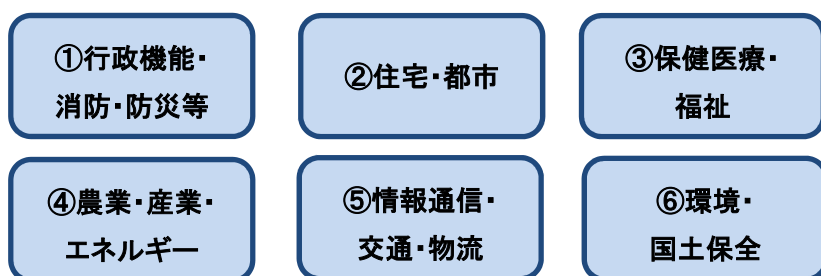 ①行政機能・
消防・防災等
②住宅・都市
③保健医療・
福祉
④農業・産業・
エネルギー
⑤情報通信・
交通・物流
⑥環境・
国土保全